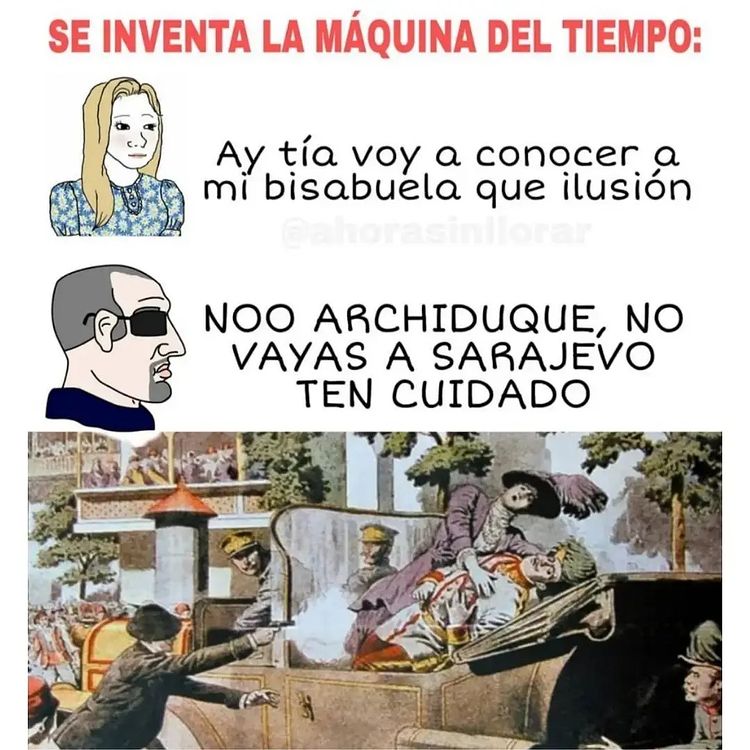 SE INVENTA LA MÁQUINA DEL TIEMPO:
Ay tía voy a conocer a
mi bisabuela que ilusión
@ahorasinllorar
NOO ARCHIDUQUE, NO
VAYAS A SARAJEVO
TEN CUIDADO